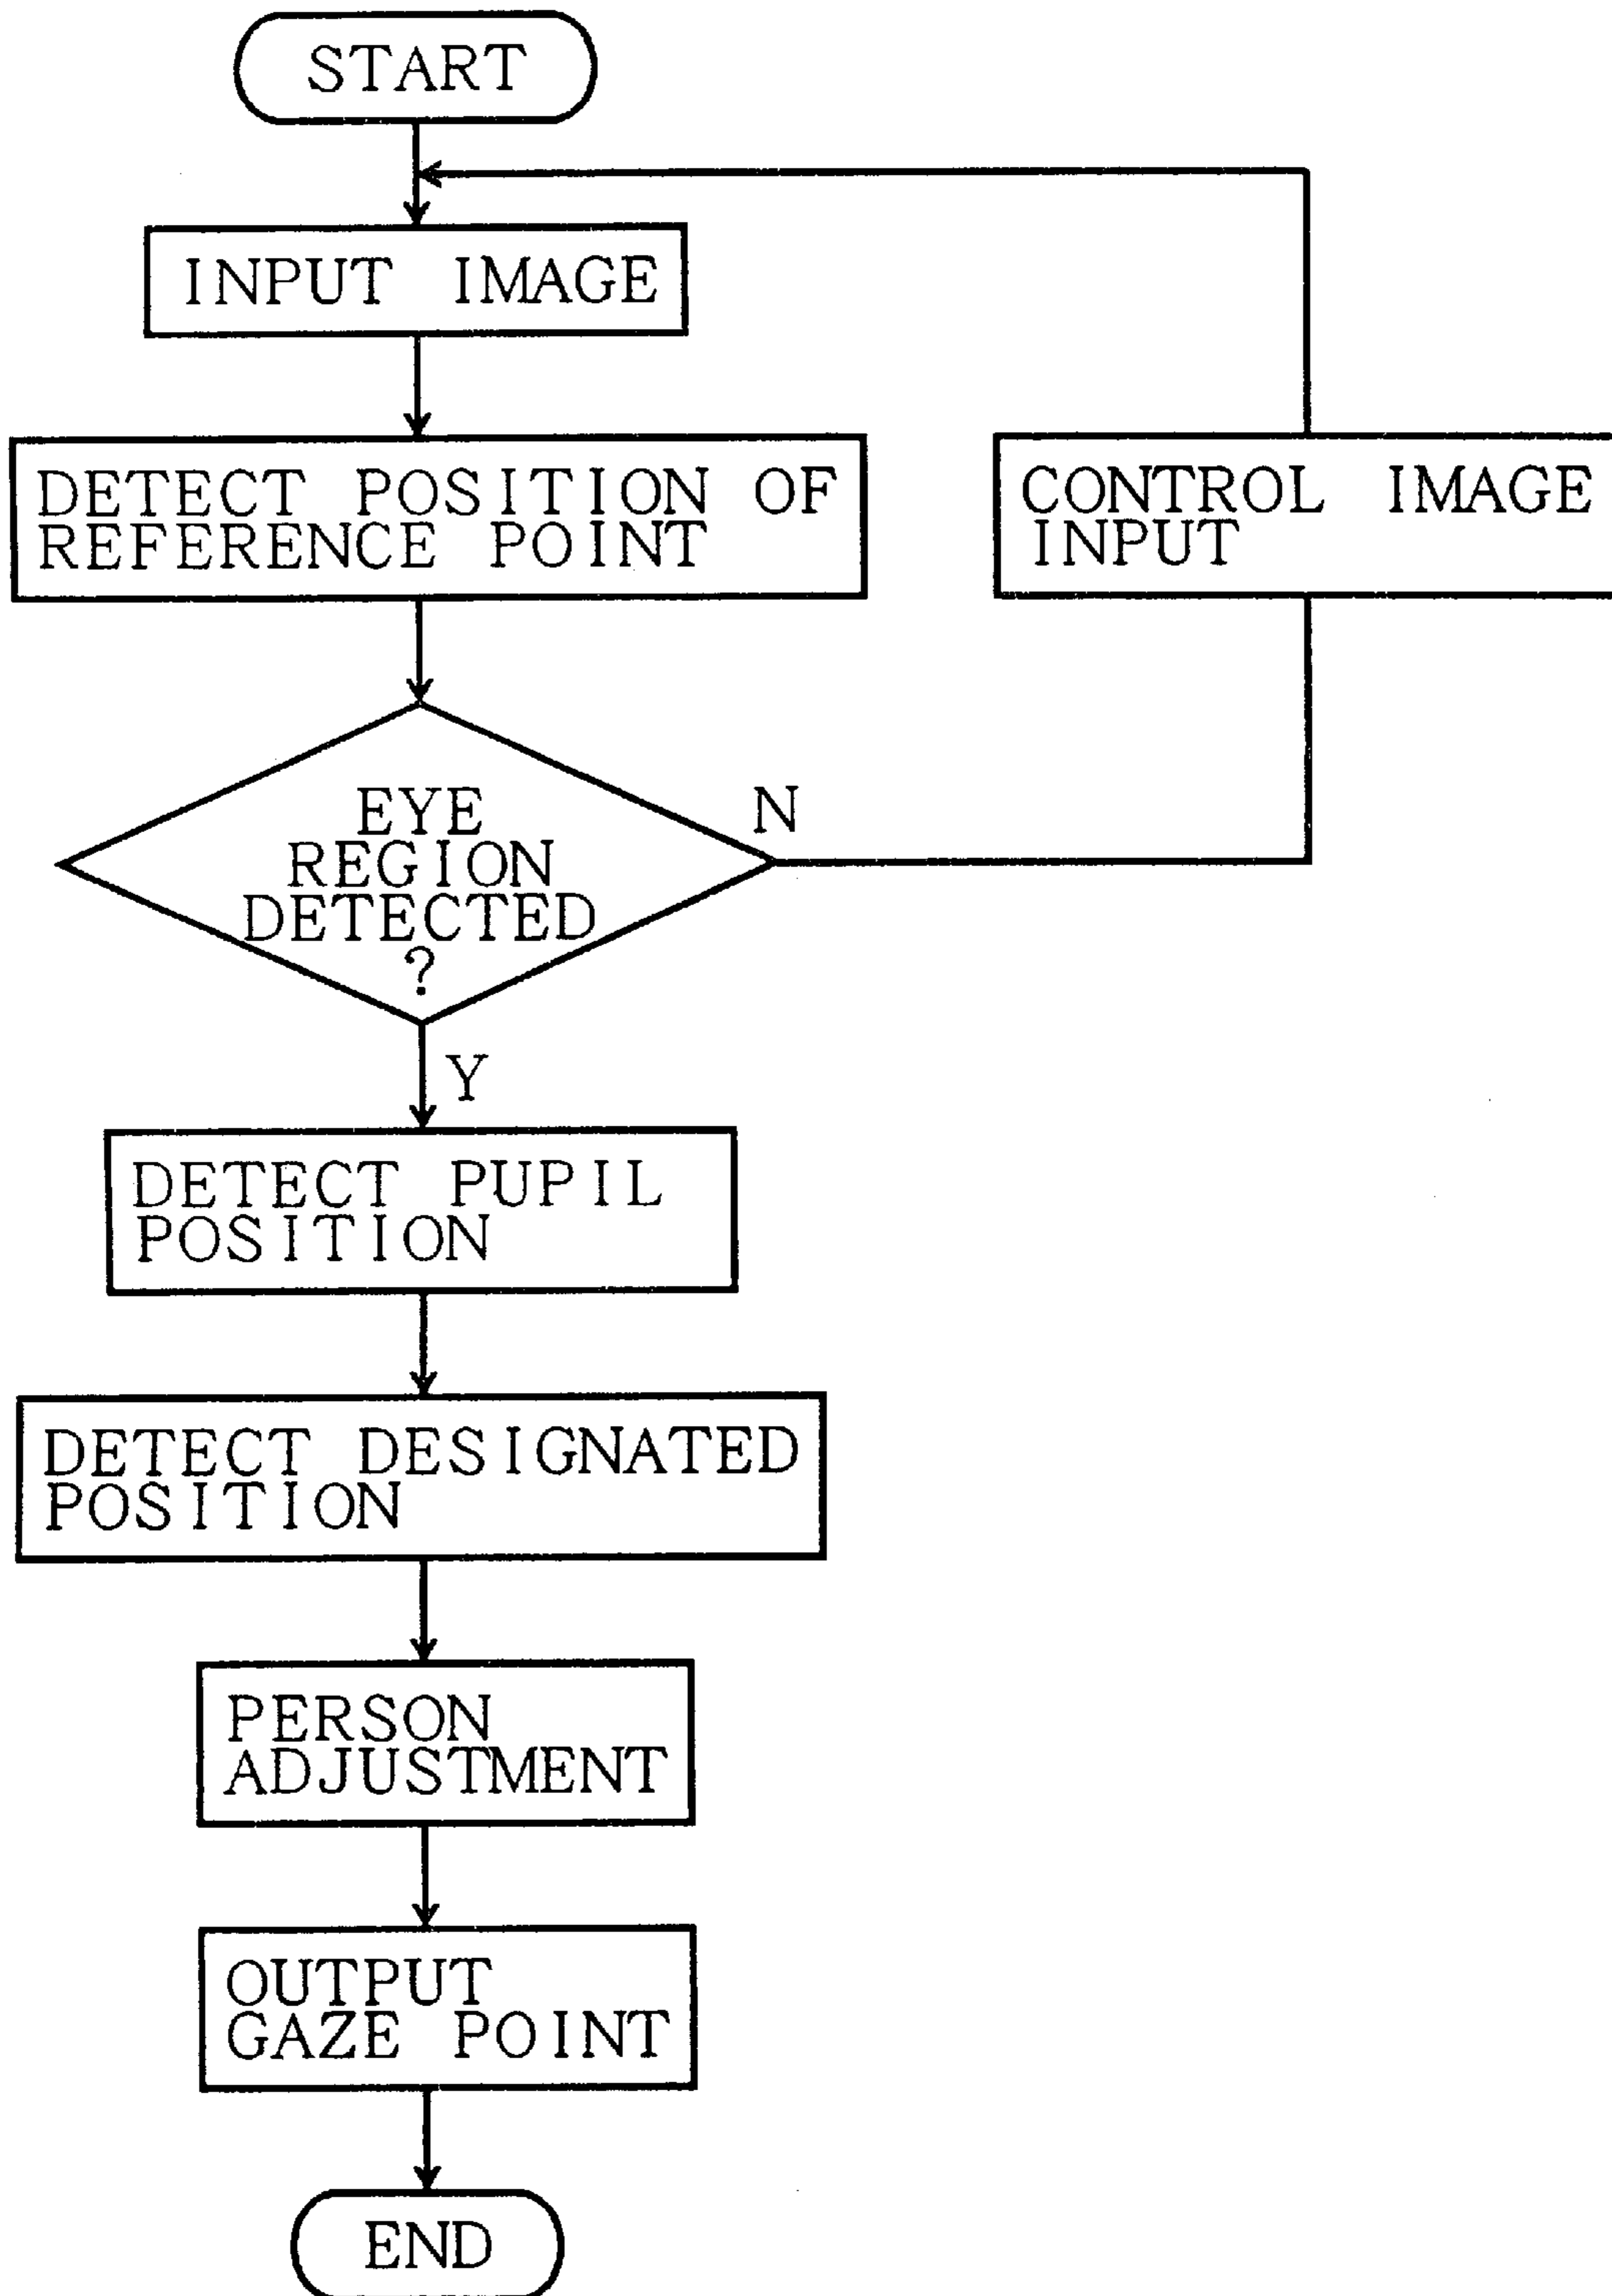 START
INPUT IMAGE
DETECT POSITION OF
REFERENCE POINT
CONTROL IMAGE
INPUT
EYE
REGION
DETECTED
?
N
Y
DETECT PUPIL
POSITION
DETECT DESIGNATED
POSITION
PERSON
ADJUSTMENT
OUTPUT
GAZE POINT
END